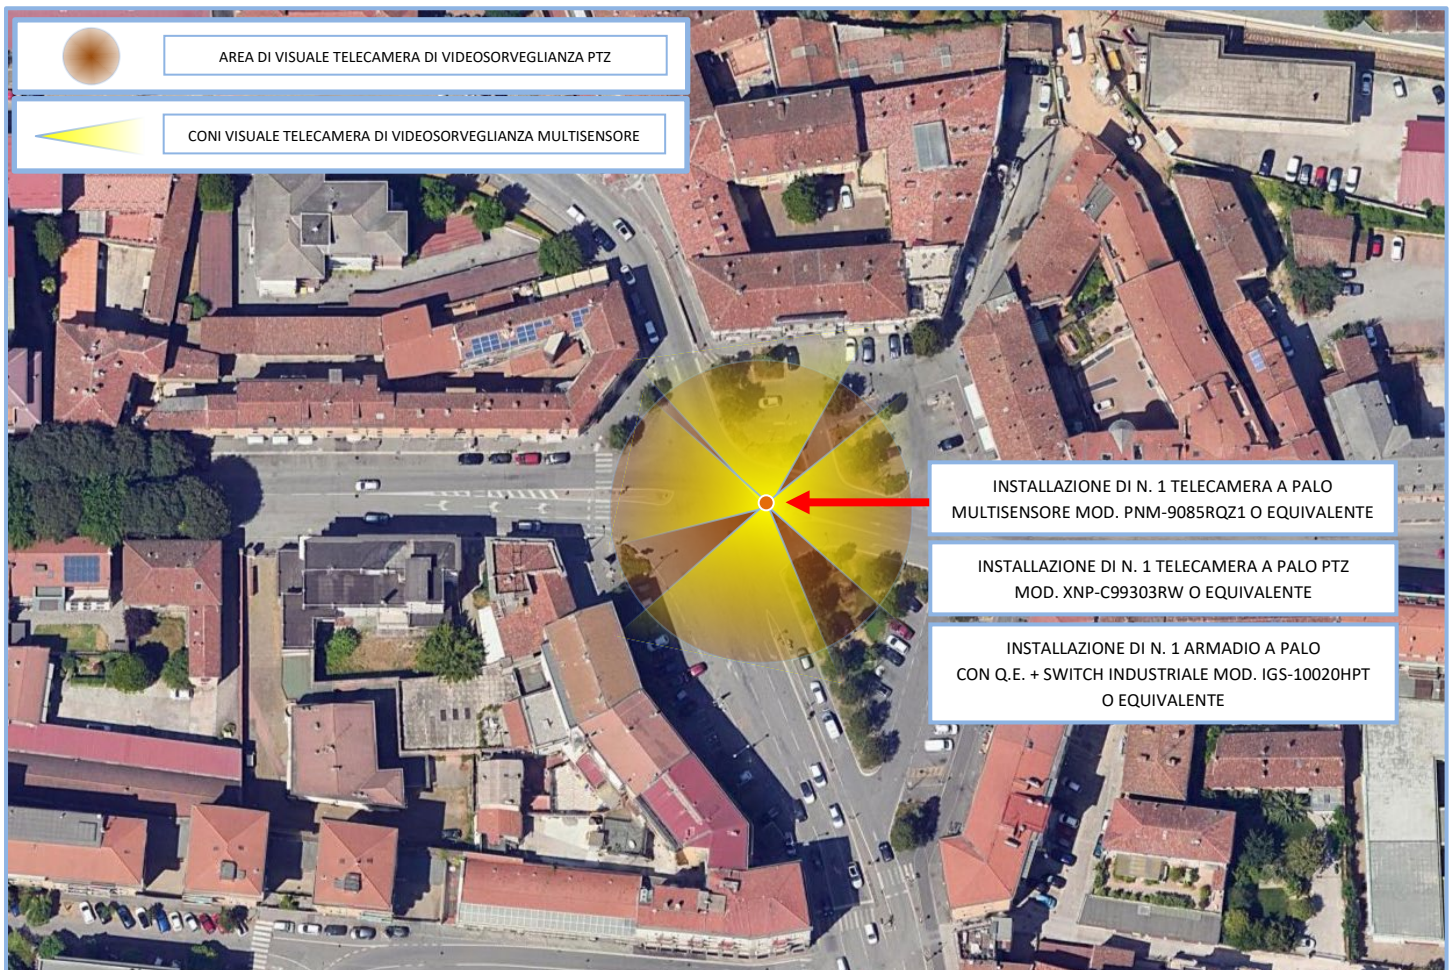 AREA DI VISUALE TELECAMERA DI VIDEOSORVEGLIANZA PTZ
CONI VISUALE TELECAMERA DI VIDEOSORVEGLIANZA MULTISENSORE
INSTALLAZIONE DI N. 1 TELECAMERA A PALO
MULTISENSORE MOD. PNM-9085RQZ1 O EQUIVALENTE
INSTALLAZIONE DI N. 1 TELECAMERA A PALO PTZ
MOD. XNP-C99303RW O EQUIVALENTE
INSTALLAZIONE DI N. 1 ARMADIO A PALO
CON Q.E. + SWITCH INDUSTRIALE MOD. IGS-10020HPT
O EQUIVALENTE